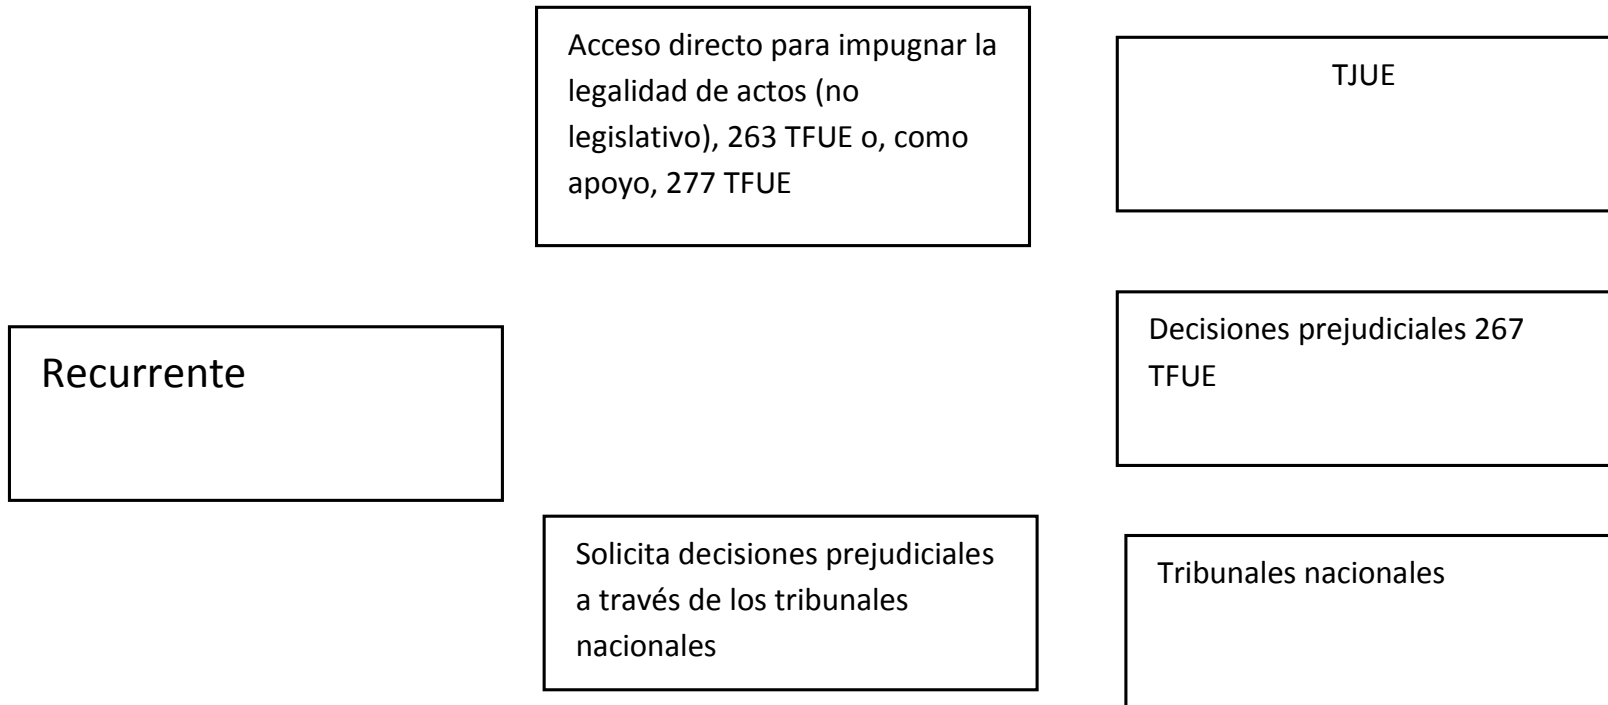 Acceso directo para impugnar la
legalidad de actos (no
legislativo), 263 TFUE o, como
apoyo, 277 TFUE
TJUE
Recurrente
Decisiones prejudiciales 267
TFUE
Solicita decisiones prejudiciales
a través de los tribunales
nacionales
Tribunales nacionales